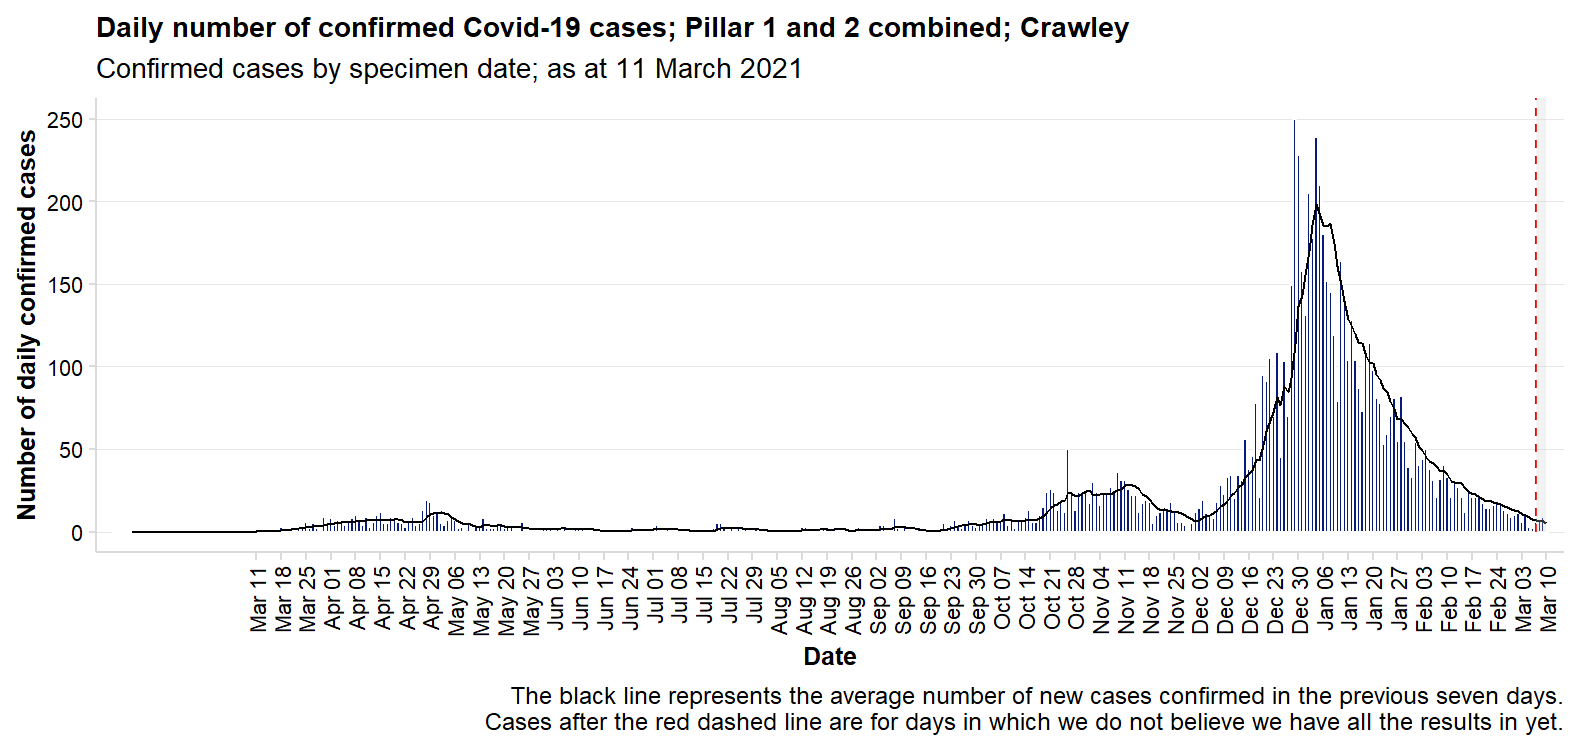 Daily number of confirmed Covid-19 cases; Pillar 1 and 2 combined; Crawley
Confirmed cases by specimen date; as at 11 March 2021
Number of daily confirmed cases
250
200
150
100
50
0
Mar 11
Mar 18
Mar 25
Apr 01
Apr 08
Apr 15
Apr 22
Apr 29
May 06
May 13
May 20
May 27
Jun 03
Jun 10
Jun 17
Jun 24
Jul 01
Jul 08
Jul 15
Jul 22
Jul 29
Aug 05
Aug 12
Aug 19
Aug 26
Sep 02
Sep 09
Sep 16
Sep 23
Sep 30
Oct 07
Oct 14
Oct 21
Oct 28
Nov 04
Nov 11
Nov 18
Nov 25
Dec 02
Dec 09
Dec 16
Dec 23
Dec 30
Jan 06
Jan 13
Jan 20
Jan 27
Feb 03
Feb 10
Feb 17
Feb 24
Mar 03
Mar 10
Date
The black line represents the average number of new cases confirmed in the previous seven days.
Cases after the red dashed line are for days in which we do not believe we have all the results in yet.